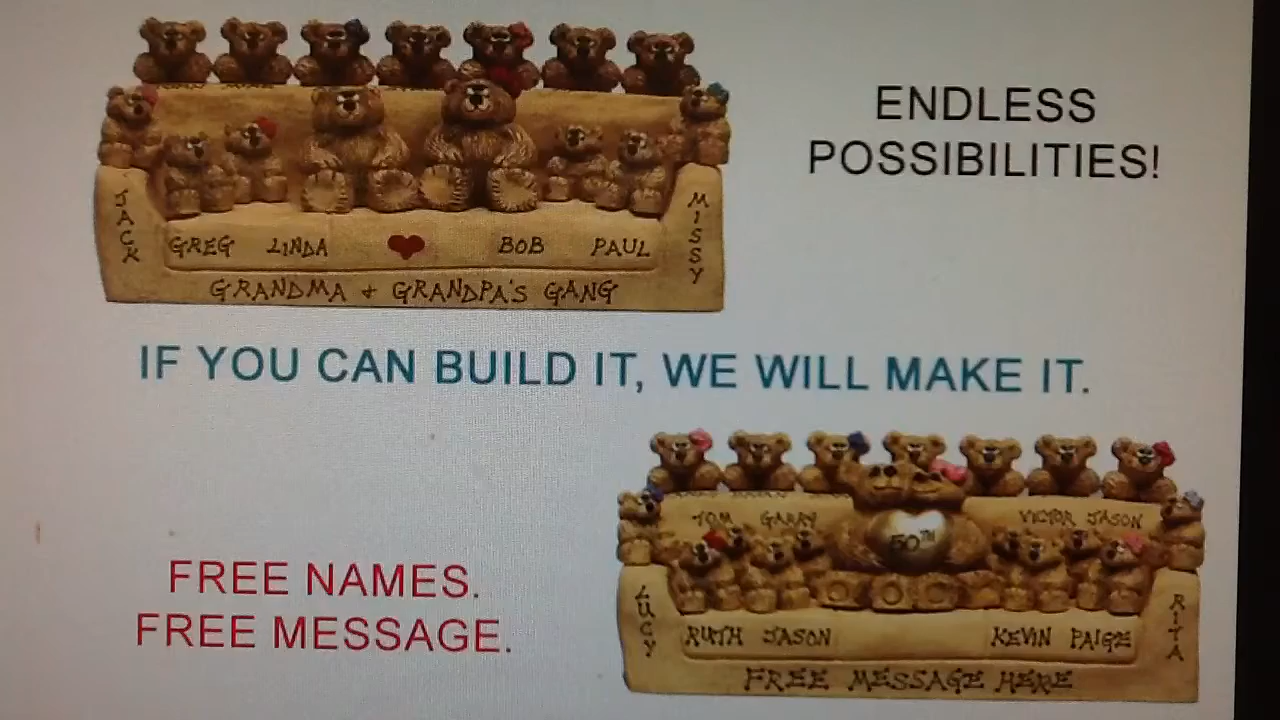 ENDLESS
POSSIBILITIES!
JACK
GREG LINDA BOB PAUL
MISSY
GRANDMA + GRANDPA'S GANG
IF YOU CAN BUILD IT, WE WILL MAKE IT.
FREE NAMES.
FREE MESSAGE.
TOM GARRY VICTOR JASON
50TH
LUCY
RUTH JASON KEVIN PAIGE
RITA
FREE MESSAGE HERE